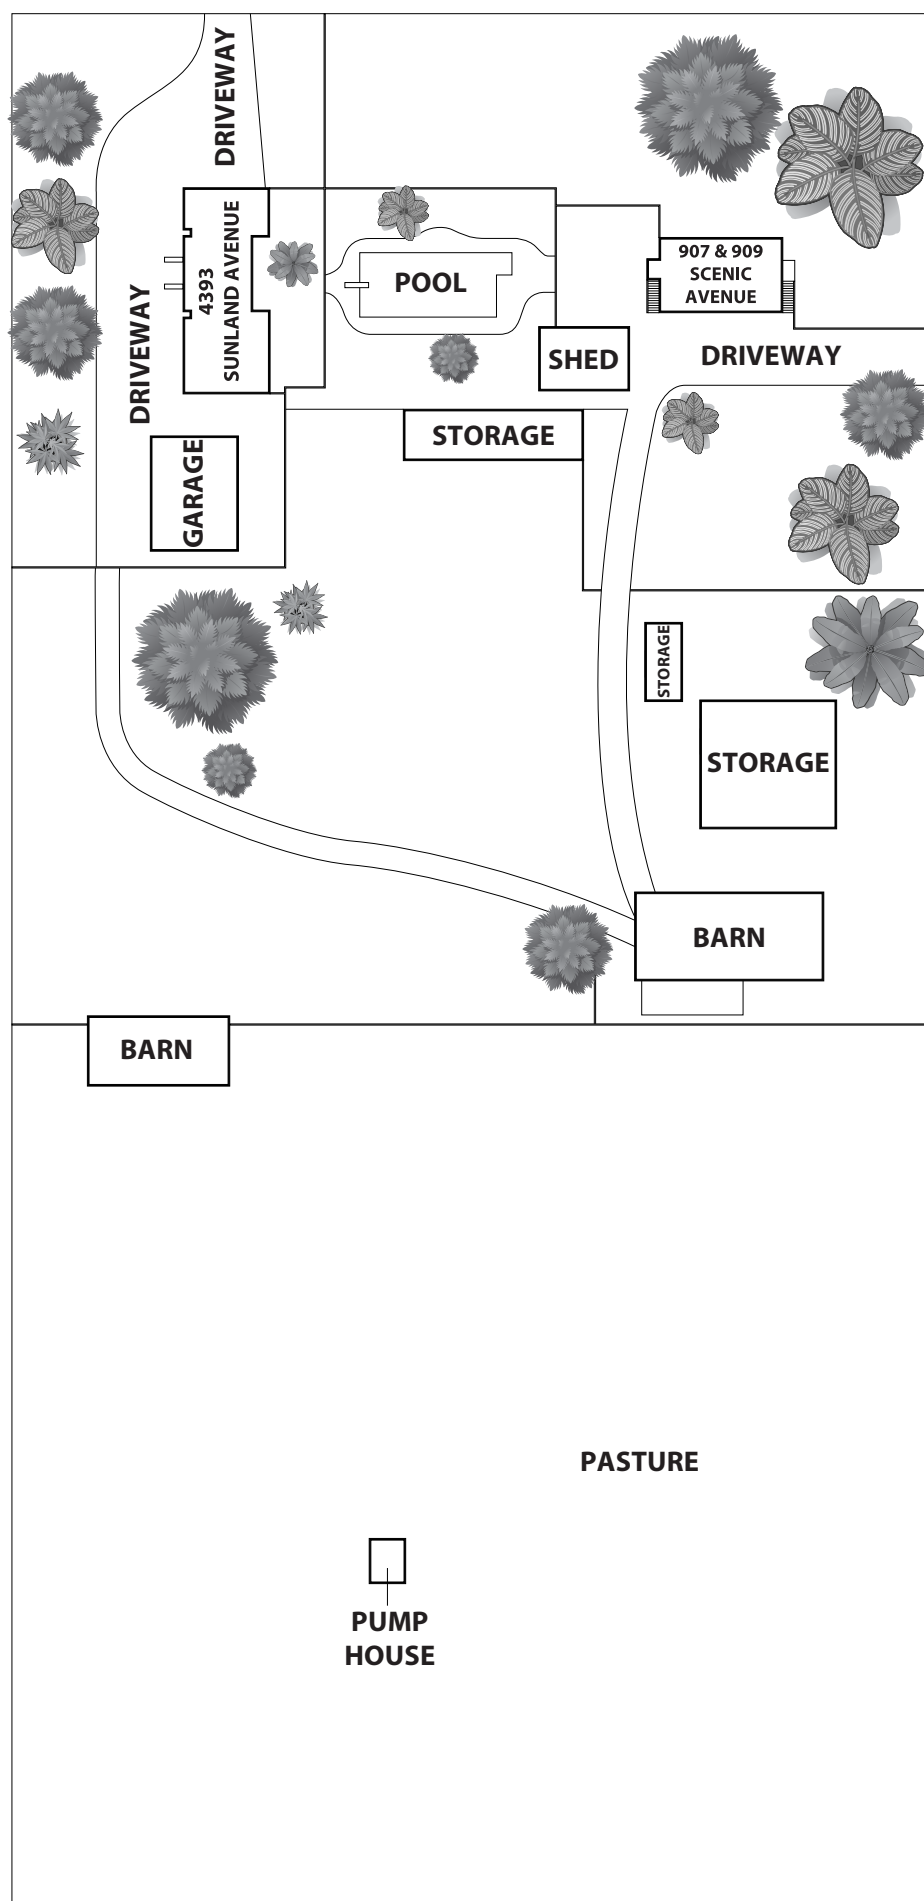 DRIVEWAY
4393
SUNLAND AVENUE
907 & 909
SCENIC
AVENUE
POOL
DRIVEWAY
SHED
DRIVEWAY
STORAGE
GARAGE
STORAGE
STORAGE
BARN
BARN
PASTURE
PUMP
HOUSE